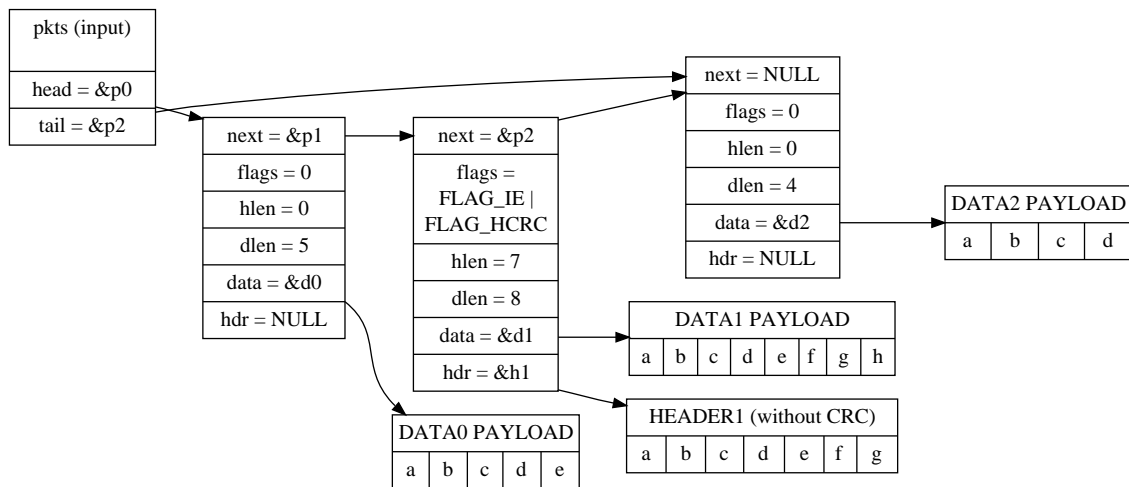 pkts (input)
head = &p0
tail = &p2
next = &p1
flags = 0
hlen = 0
dlen = 5
data = &d0
hdr = NULL
next = &p2
flags =
FLAG_IE |
FLAG_HCRC
hlen = 7
dlen = 8
data = &d1
hdr = &h1
next = NULL
flags = 0
hlen = 0
dlen = 4
data = &d2
hdr = NULL
DATA2 PAYLOAD
a b c d
DATA1 PAYLOAD
a b c d e f g h
HEADER1 (without CRC)
a b c d e f g
DATA0 PAYLOAD
a b c d e